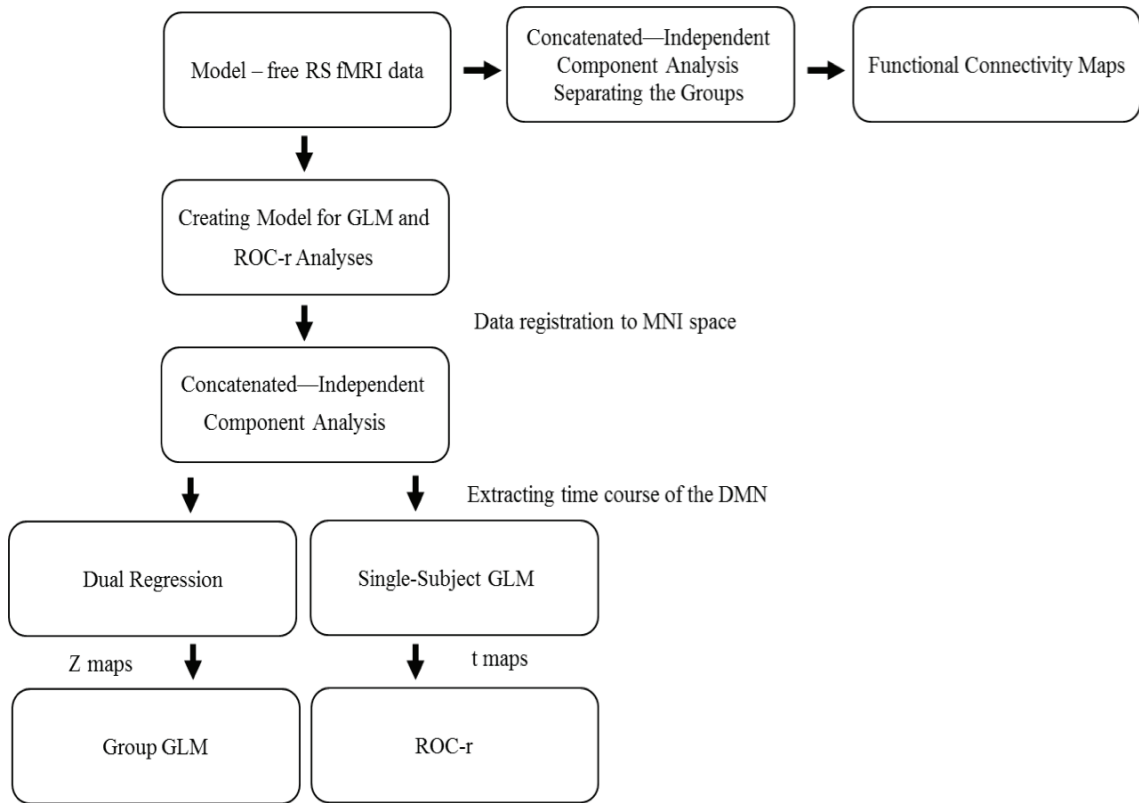 Model – free RS fMRI data
Concatenated—Independent
Component Analysis
Separating the Groups
Functional Connectivity Maps
Creating Model for GLM and
ROC-r Analyses
Data registration to MNI space
Concatenated—Independent
Component Analysis
Extracting time course of the DMN
Dual Regression
Single-Subject GLM
Z maps
t maps
Group GLM
ROC-r